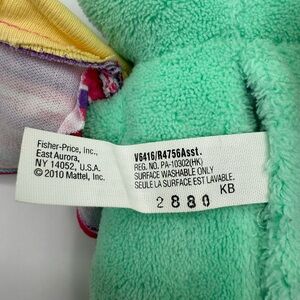 Fisher-Price, Inc.,
East Aurora,
NY 14052, U.S.A.
© 2010 Mattel, Inc.
V6416/R4756Asst.
REG. NO. PA-10302(HK)
SURFACE WASHABLE ONLY
SEULE LA SURFACE EST LAVABLE.
2880 KB